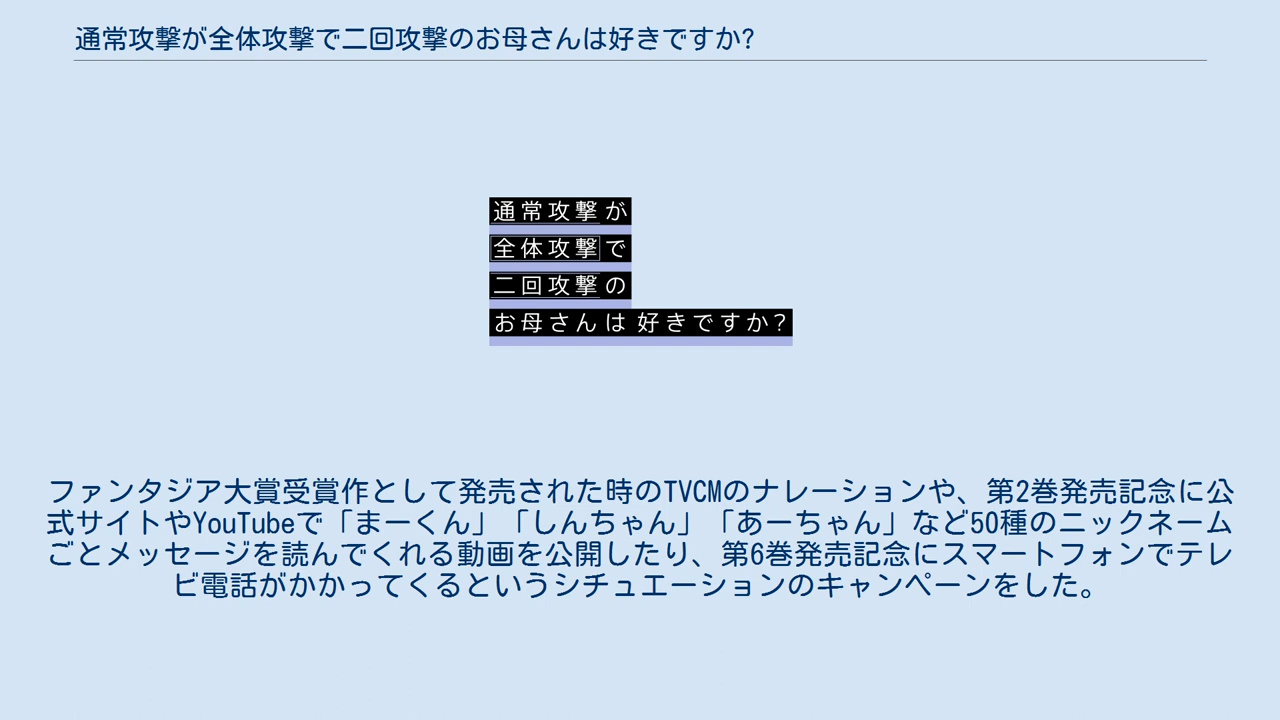 通常攻撃が全体攻撃で二回攻撃のお母さんは好きですか?
通常攻撃が
全体攻撃で
二回攻撃の
お母さんは好きですか?
ファンタジア大賞受賞作として発売された時のTVCMのナレーションや、第2巻発売記念に公
式サイトやYouTubeで「まーくん」「しんちゃん」「あーちゃん」など50種のニックネーム
ごとメッセージを読んでくれる動画を公開したり、第6巻発売記念にスマートフォンでテレ
ビ電話がかかってくるというシチュエーションのキャンペーンをした。